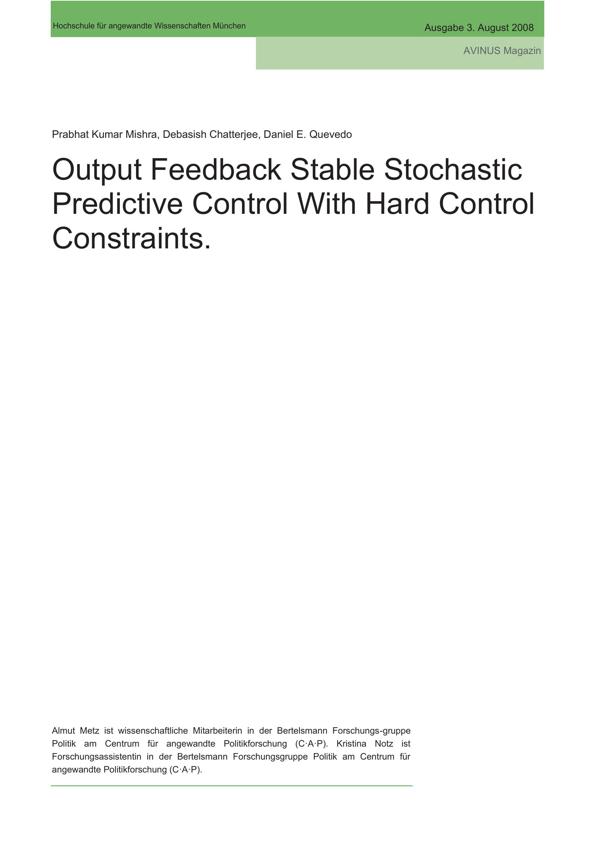 Hochschule für angewandte Wissenschaften München
Ausgabe 3. August 2008
AVINUS Magazin
Prabhat Kumar Mishra, Debasish Chatterjee, Daniel E. Quevedo
Output Feedback Stable Stochastic
Predictive Control With Hard Control
Constraints.
Almut Metz ist wissenschaftliche Mitarbeiterin in der Bertelsmann Forschungs-gruppe
Politik am Centrum für angewandte Politikforschung (C·A·P). Kristina Notz ist
Forschungsassistentin in der Bertelsmann Forschungsgruppe Politik am Centrum für
angewandte Politikforschung (C·A·P).